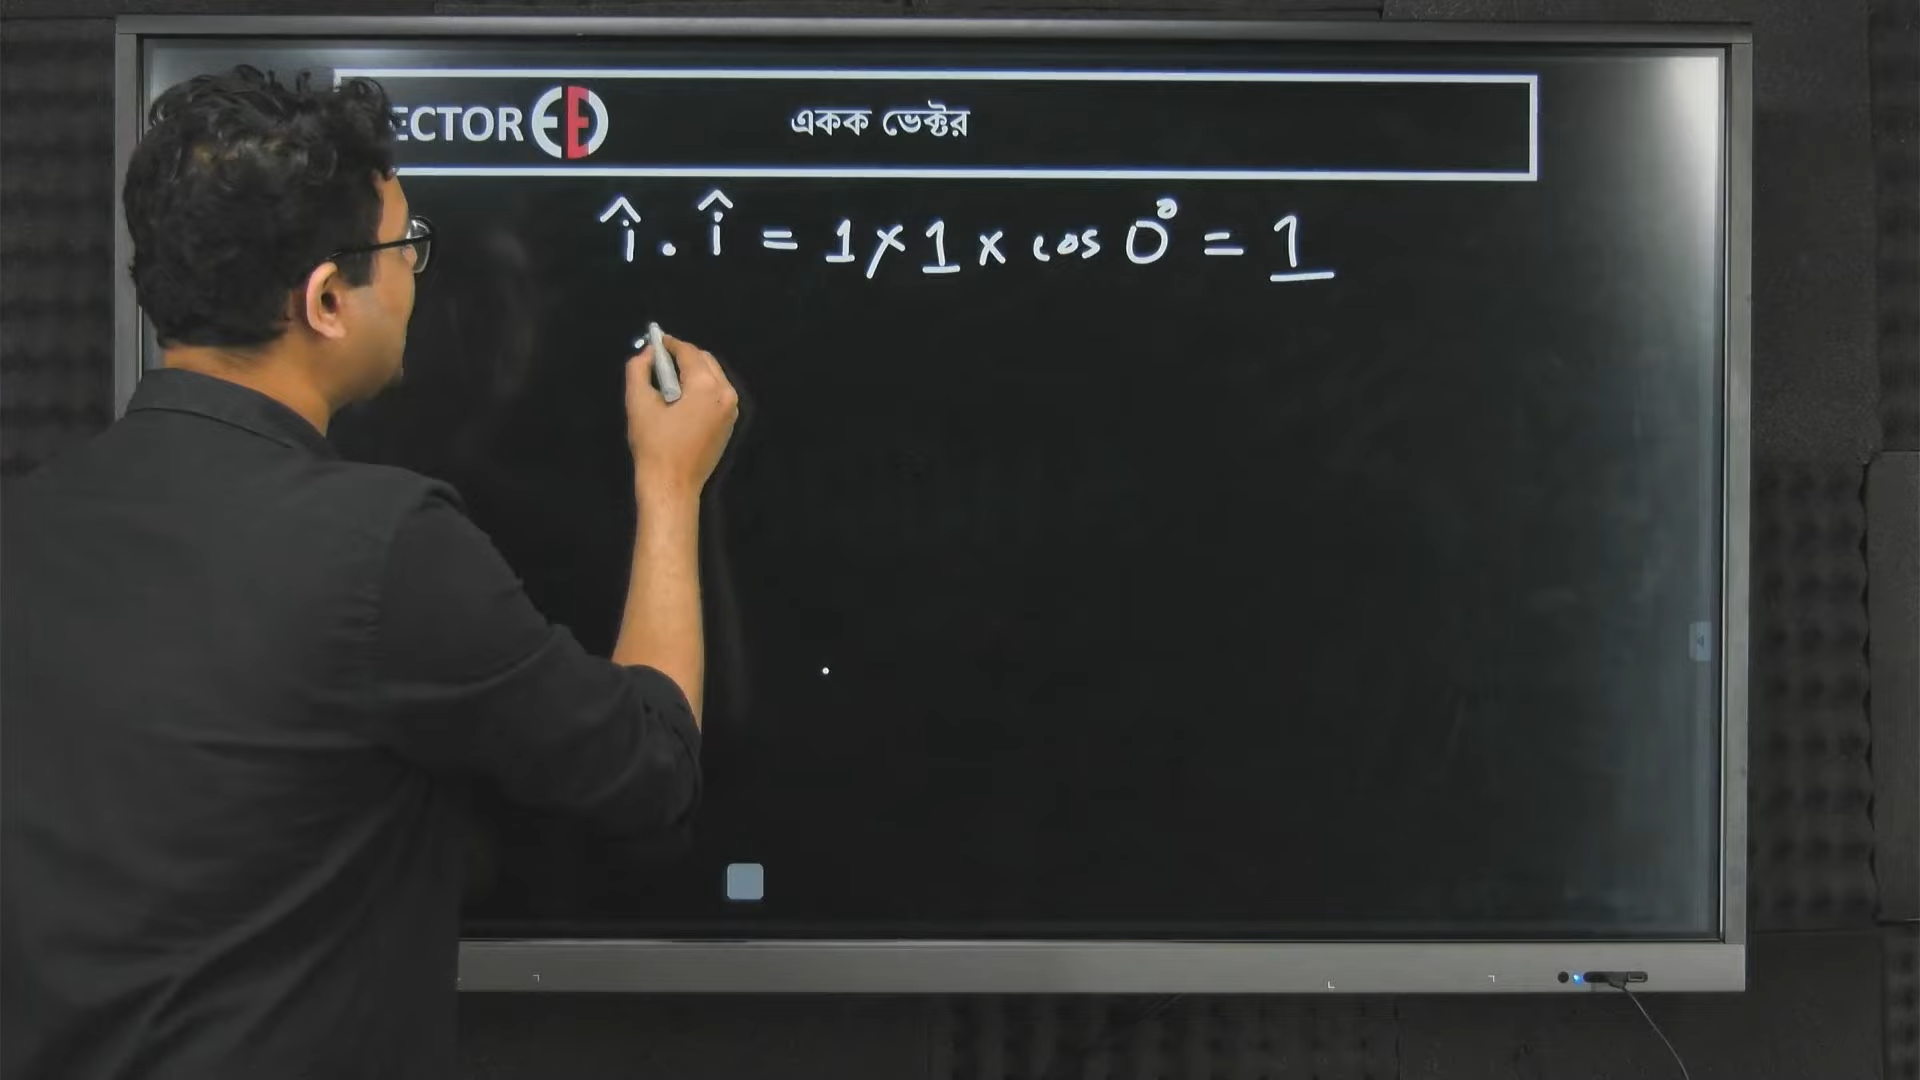 ECTOR একক ভেক্টর
î . î = 1 × 1 × cos 0° = 1